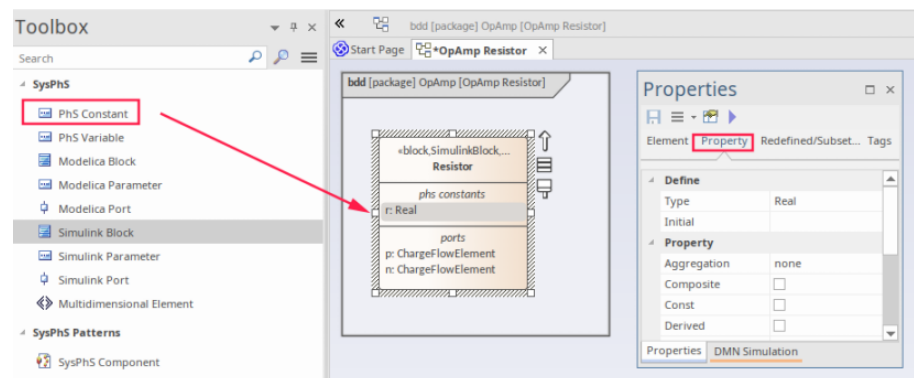 Toolbox
Search
SysPhS
PhS Constant
PhS Variable
Modelica Block
Modelica Parameter
Modelica Port
Simulink Block
Simulink Parameter
Simulink Port
Multidimensional Element
SysPhS Patterns
SysPhS Component
bdd [package] OpAmp [OpAmp Resistor]
Start Page *OpAmp Resistor
bdd [package] OpAmp [OpAmp Resistor]
«block,SimulinkBlock,...
Resistor
phs constants
r: Real
ports
p: ChargeFlowElement
n: ChargeFlowElement
Properties
Element Property Redefined/Subset... Tags
Define
Type Real
Initial
Property
Aggregation none
Composite
Const
Derived
Properties DMN Simulation